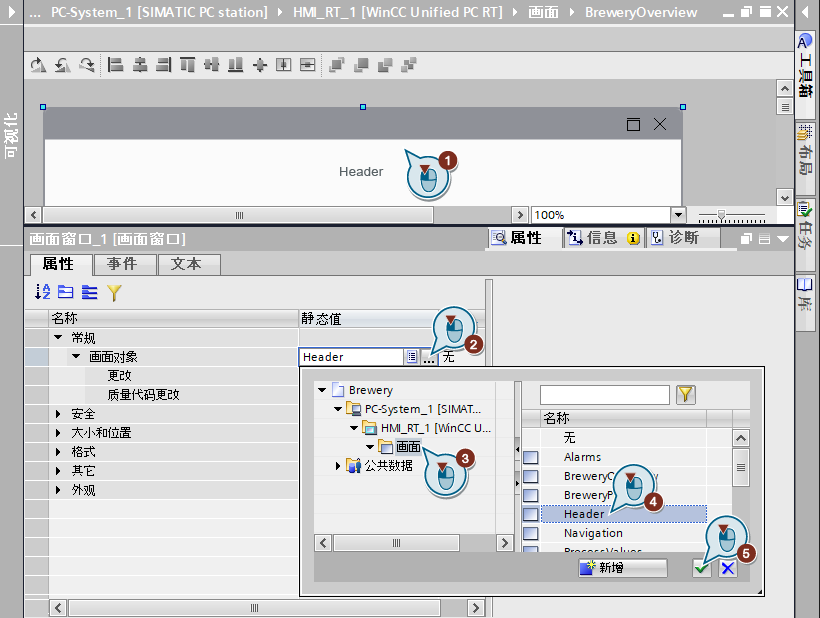 ... PC-System_1 [SIMATIC PC station] HMI_RT_1 [WinCC Unified PC RT] 画面 BreweryOverview
可视化
Header
1
100%
画面窗口_1 [画面窗口]
属性 信息 诊断
属性 事件 文本
名称 静态值
常规
2
画面对象 Header ... 无
更改
质量代码更改
安全
大小和位置
格式
其它
外观
Brewery
PC-System_1 [SIMAT...
HMI_RT_1 [WinCC U...
画面
公共数据
3
名称
无
Alarms
Header
Navigation
ProcessValues
4
新增
5
工具箱
布局
任务
库